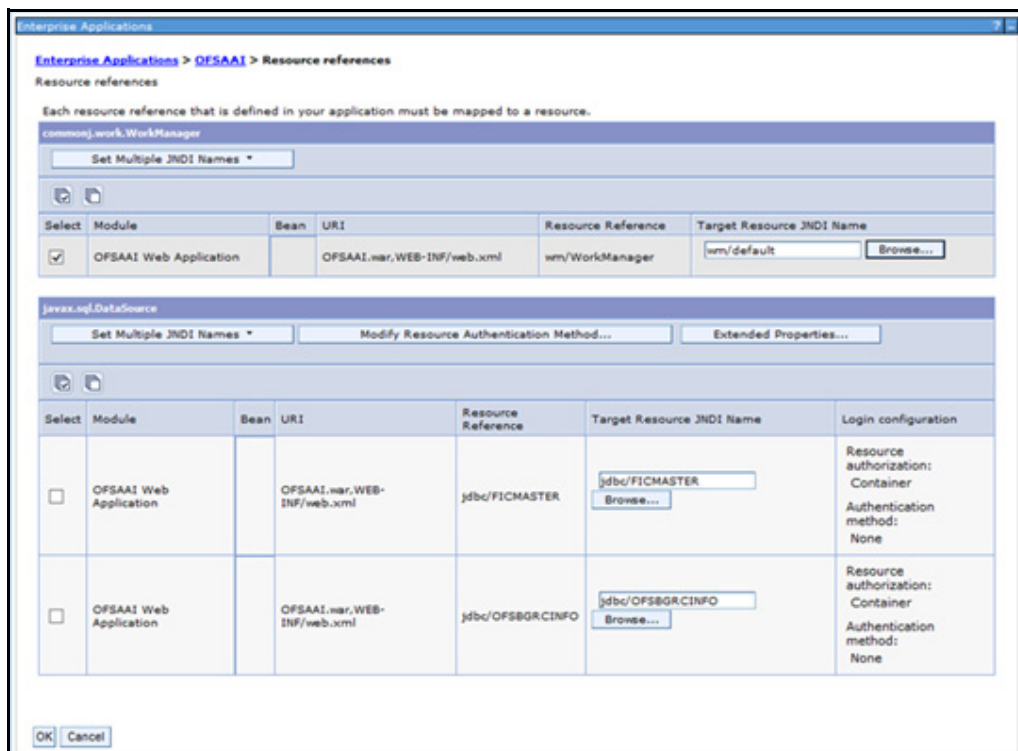 Enterprise Applications
? –
Enterprise Applications > OFSAAI > Resource references
Resource references
Each resource reference that is defined in your application must be mapped to a resource.
commonj.work.WorkManager
Set Multiple JNDI Names
Select Module Bean URI Resource Reference Target Resource JNDI Name
OFSAAI Web Application OFSAAI.war,WEB-INF/web.xml wm/WorkManager wm/default Browse...
javax.sql.DataSource
Set Multiple JNDI Names Modify Resource Authentication Method... Extended Properties...
Select Module Bean URI Resource Reference Target Resource JNDI Name Login configuration
OFSAAI Web Application OFSAAI.war,WEB-INF/web.xml jdbc/FICMASTER jdbc/FICMASTER Browse... Resource authorization: Container Authentication method: None
OFSAAI Web Application OFSAAI.war,WEB-INF/web.xml jdbc/OFSBGRCINFO jdbc/OFSBGRCINFO Browse... Resource authorization: Container Authentication method: None
OK Cancel